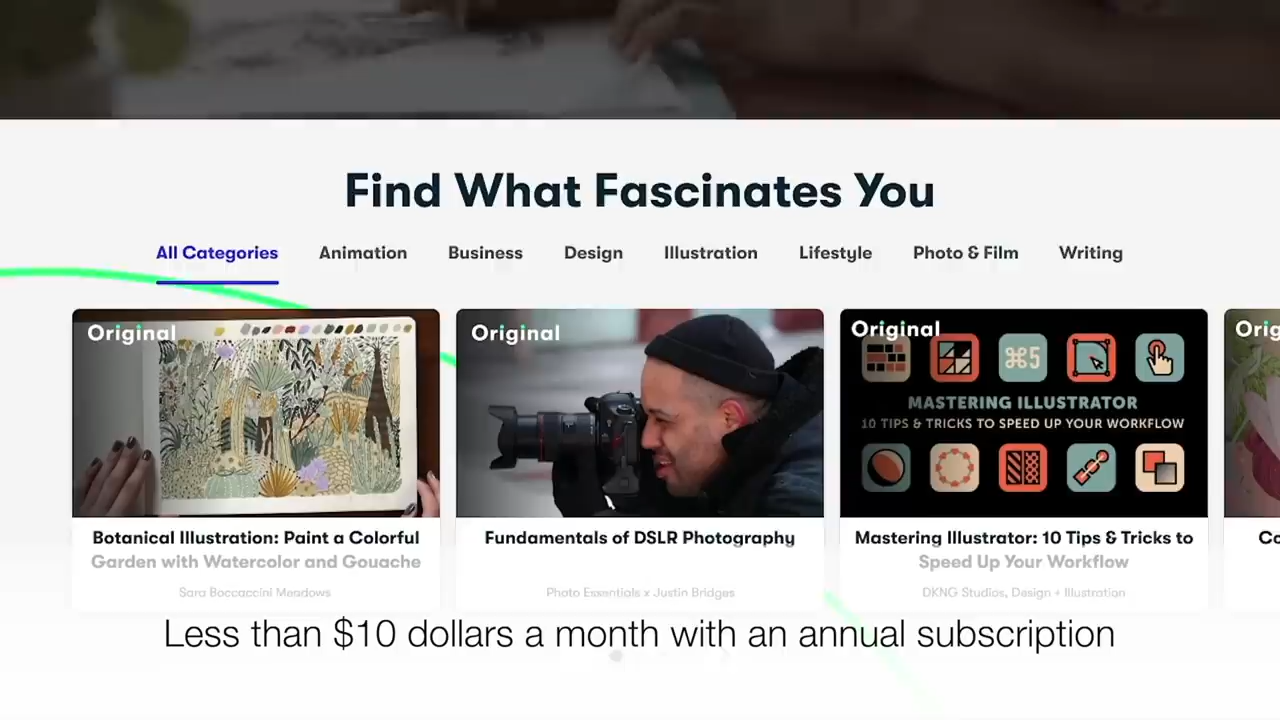 Find What Fascinates You
All Categories Animation Business Design Illustration Lifestyle Photo & Film Writing
Original Original Original
⌘5
MASTERING ILLUSTRATOR
10 TIPS & TRICKS TO SPEED UP YOUR WORKFLOW
Botanical Illustration: Paint a Colorful
Garden with Watercolor and Gouache
Sara Boccaccini Meadows
Fundamentals of DSLR Photography
Photo Essentials x Justin Bridges
Mastering Illustrator: 10 Tips & Tricks to
Speed Up Your Workflow
DKNG Studios, Design + Illustration
Less than $10 dollars a month with an annual subscription